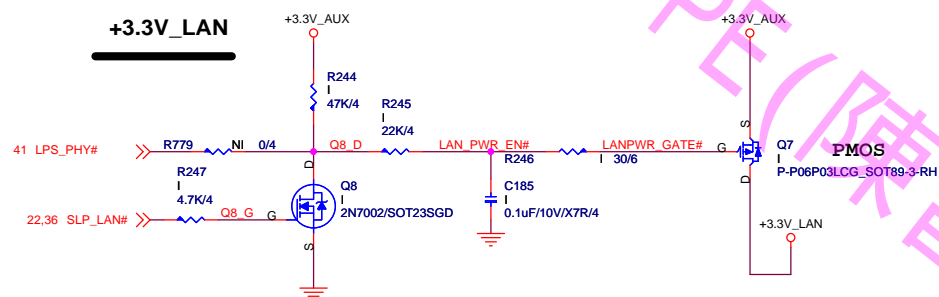 +3.3V_LAN
+3.3V_AUX
+3.3V_AUX
R244
I
47K/4
R245
I
22K/4
41 LPS_PHY#
R779
NI
0/4
Q8_D
LAN_PWR_EN#
R246
I
30/6
LANPWR_GATE#
G
S
D
Q7
I
PMOS
P-P06P03LCG_SOT89-3-RH
R247
I
4.7K/4
22,36 SLP_LAN#
Q8_G
G
D
S
Q8
I
2N7002/SOT23SGD
C185
I
0.1uF/10V/X7R/4
+3.3V_LAN
PE(陳